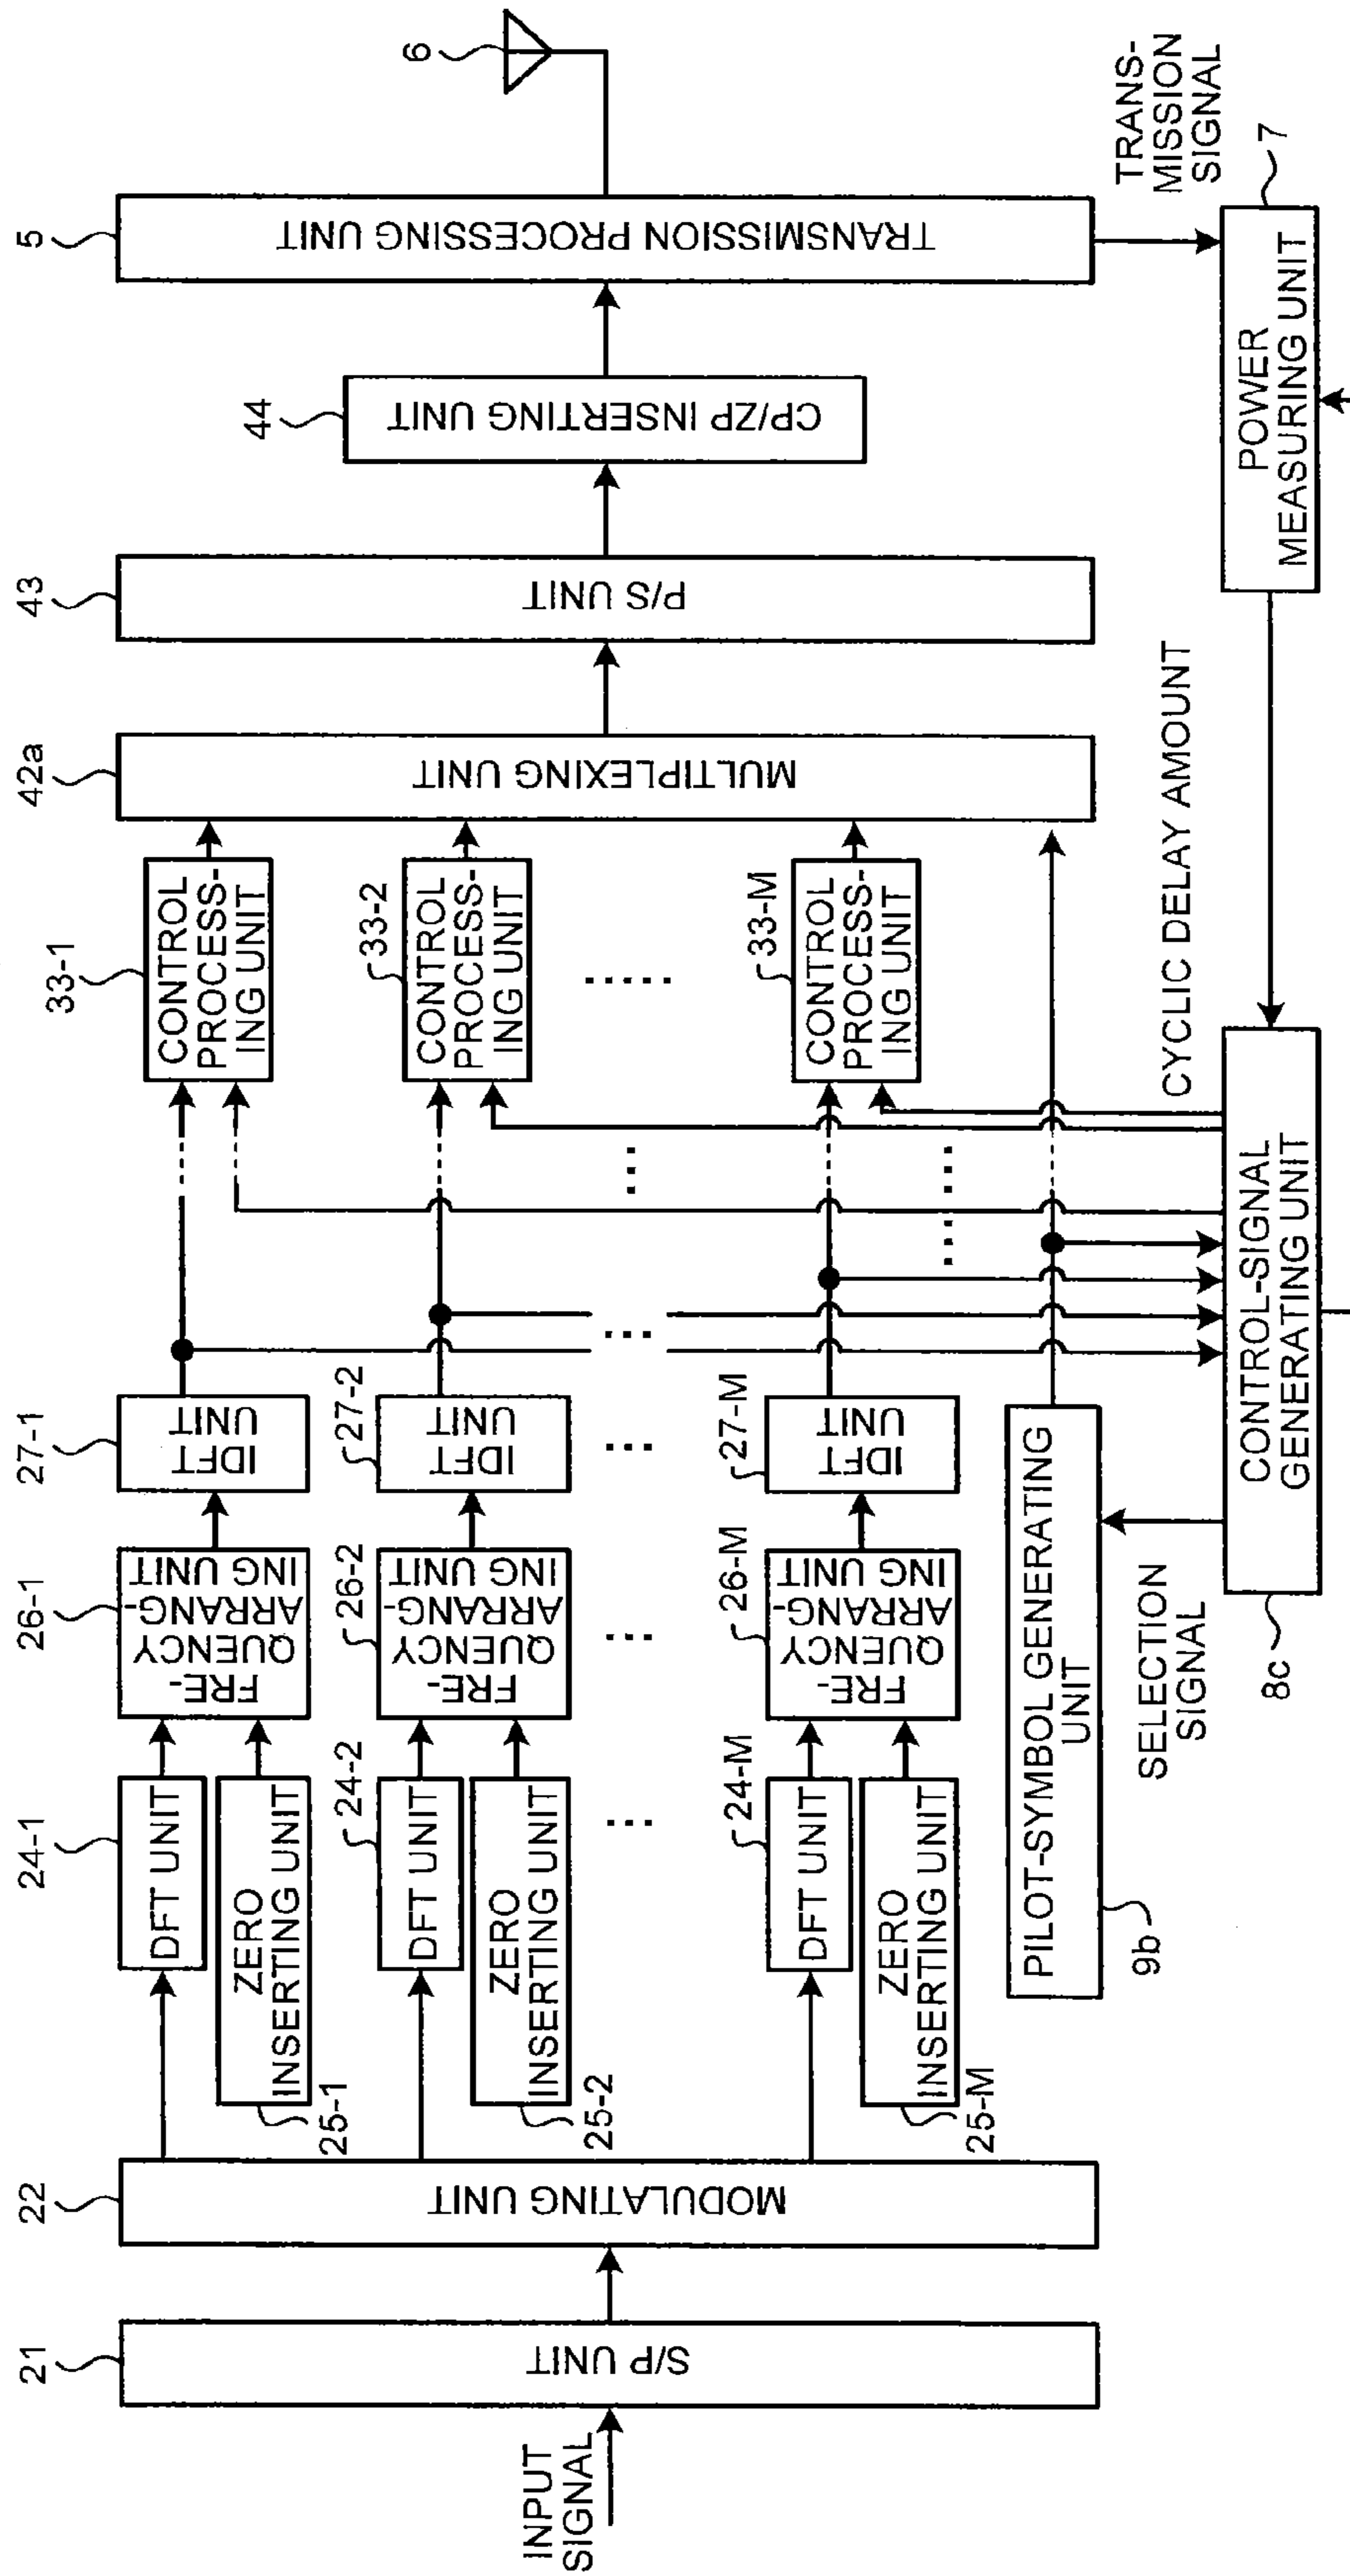 INPUT
SIGNAL
21
S/P UNIT
22
MODULATING UNIT
24-1
DFT UNIT
ZERO
INSERTING UNIT
25-1
26-1
FRE-
QUENCY
ARRANG-
ING UNIT
27-1
IDFT
UNIT
33-1
CONTROL
PROCESS-
ING UNIT
24-2
DFT UNIT
ZERO
INSERTING UNIT
25-2
26-2
FRE-
QUENCY
ARRANG-
ING UNIT
27-2
IDFT
UNIT
33-2
CONTROL
PROCESS-
ING UNIT
24-M
DFT UNIT
ZERO
INSERTING UNIT
25-M
26-M
FRE-
QUENCY
ARRANG-
ING UNIT
27-M
IDFT
UNIT
33-M
CONTROL
PROCESS-
ING UNIT
42a
MULTIPLEXING UNIT
43
P/S UNIT
44
CP/ZP INSERTING UNIT
5
TRANSMISSION PROCESSING UNIT
6
PILOT-SYMBOL GENERATING
UNIT
9b
SELECTION
SIGNAL
8c
CONTROL-SIGNAL
GENERATING UNIT
CYCLIC DELAY AMOUNT
POWER
MEASURING UNIT
7
TRANS-
MISSION
SIGNAL